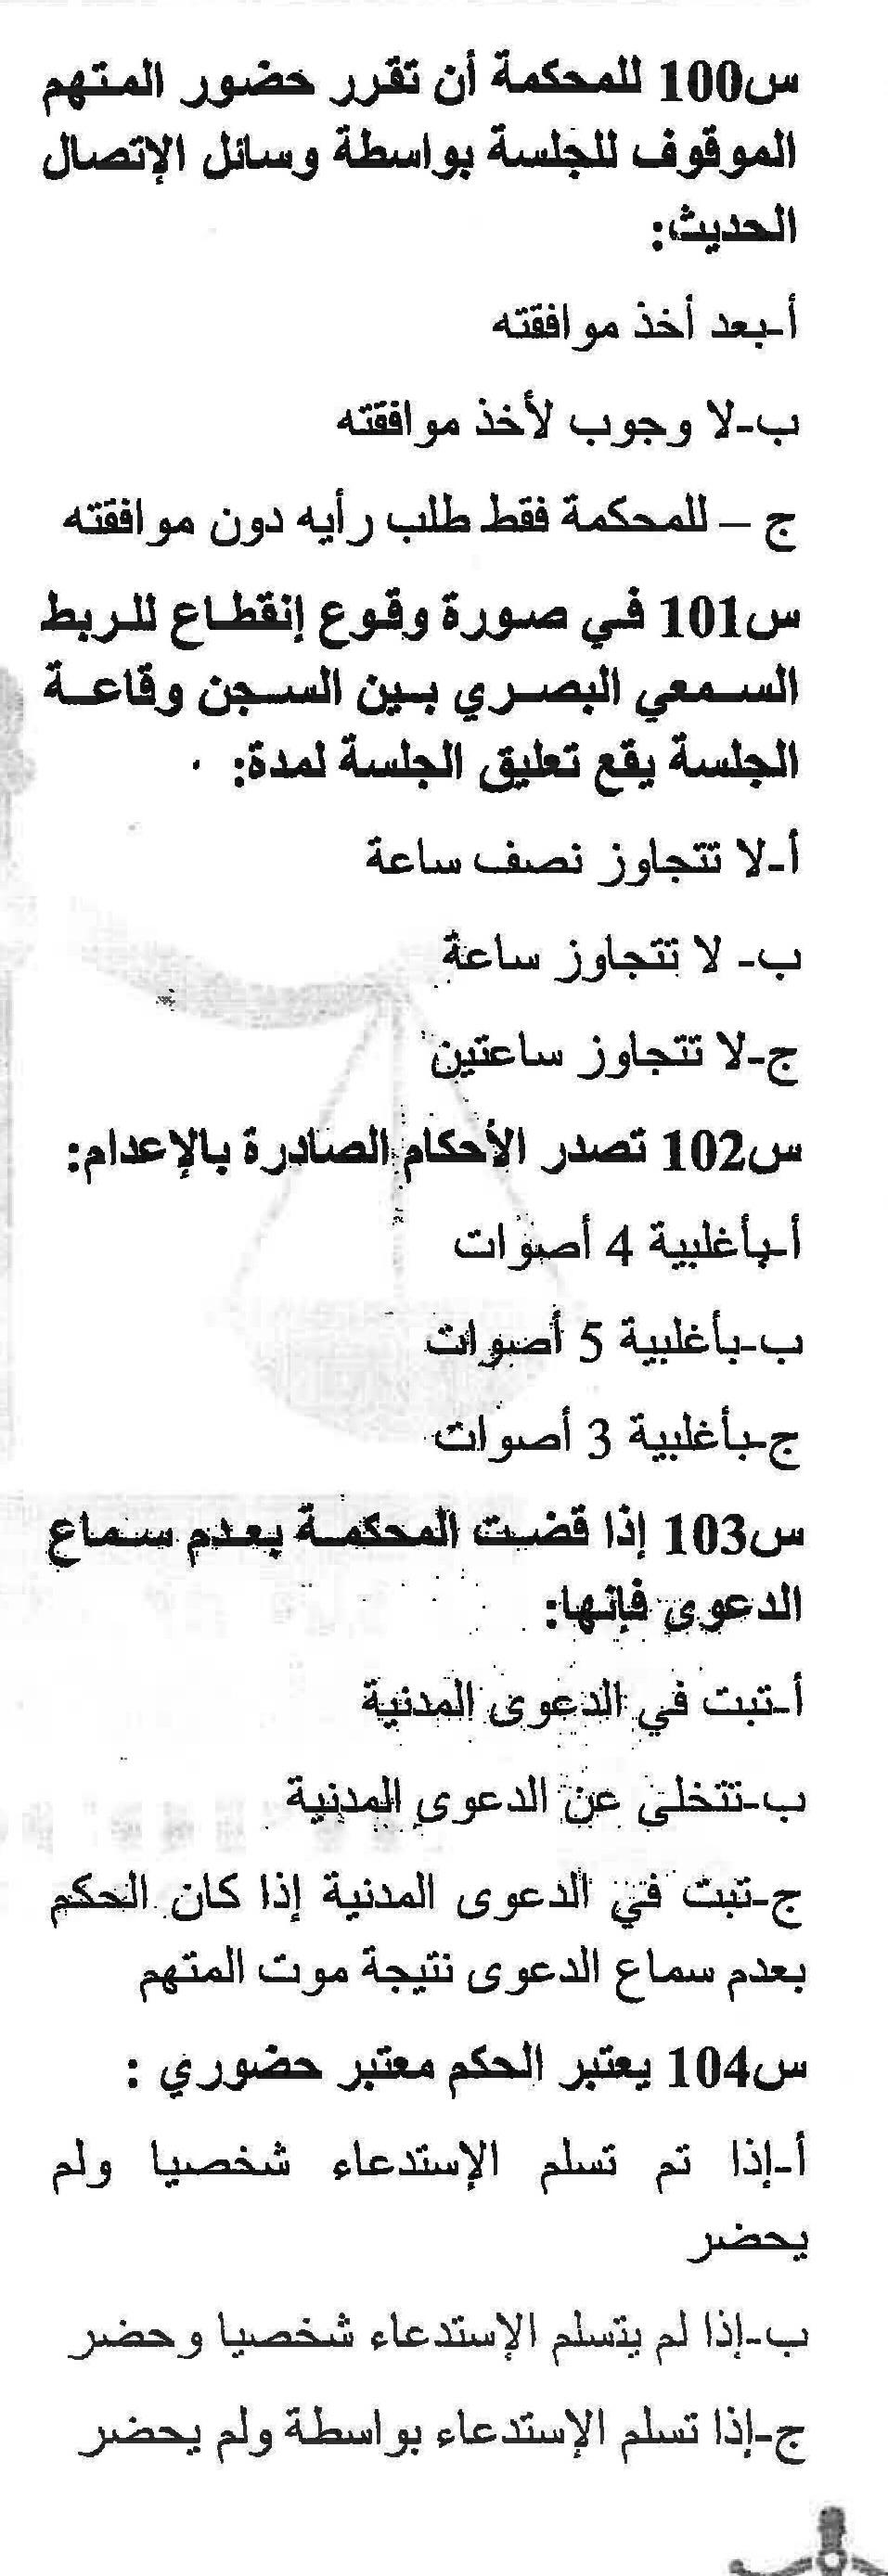 س100 للمحكمة أن تقرر حضور المتهم
الموقوف للجلسة بواسطة وسائل الإتصال
الحديث:
أ-بعد أخذ موافقته
ب-لا وجوب لأخذ موافقته
ج – للمحكمة فقط طلب رأيه دون موافقته
س101 في صورة وقوع إنقطاع للربط
السمعي البصري بين السجن وقاعة
الجلسة يقع تعليق الجلسة لمدة:
أ-لا تتجاوز نصف ساعة
ب- لا تتجاوز ساعة
ج-لا تتجاوز ساعتين
س102 تصدر الأحكام الصادرة بالإعدام:
أ-بأغلبية 4 أصوات
ب-بأغلبية 5 أصوات
ج-بأغلبية 3 أصوات
س103 إذا قضت المحكمة بعدم سماع
الدعوى فإنها:
أ-تبت في الدعوى المدنية
ب-تتخلى عن الدعوى المدنية
ج-تبت في الدعوى المدنية إذا كان الحكم
بعدم سماع الدعوى نتيجة موت المتهم
س104 يعتبر الحكم معتبر حضوري :
أ-إذا تم تسلم الإستدعاء شخصيا ولم
يحضر
ب-إذا لم يتسلم الإستدعاء شخصيا وحضر
ج-إذا تسلم الإستدعاء بواسطة ولم يحضر